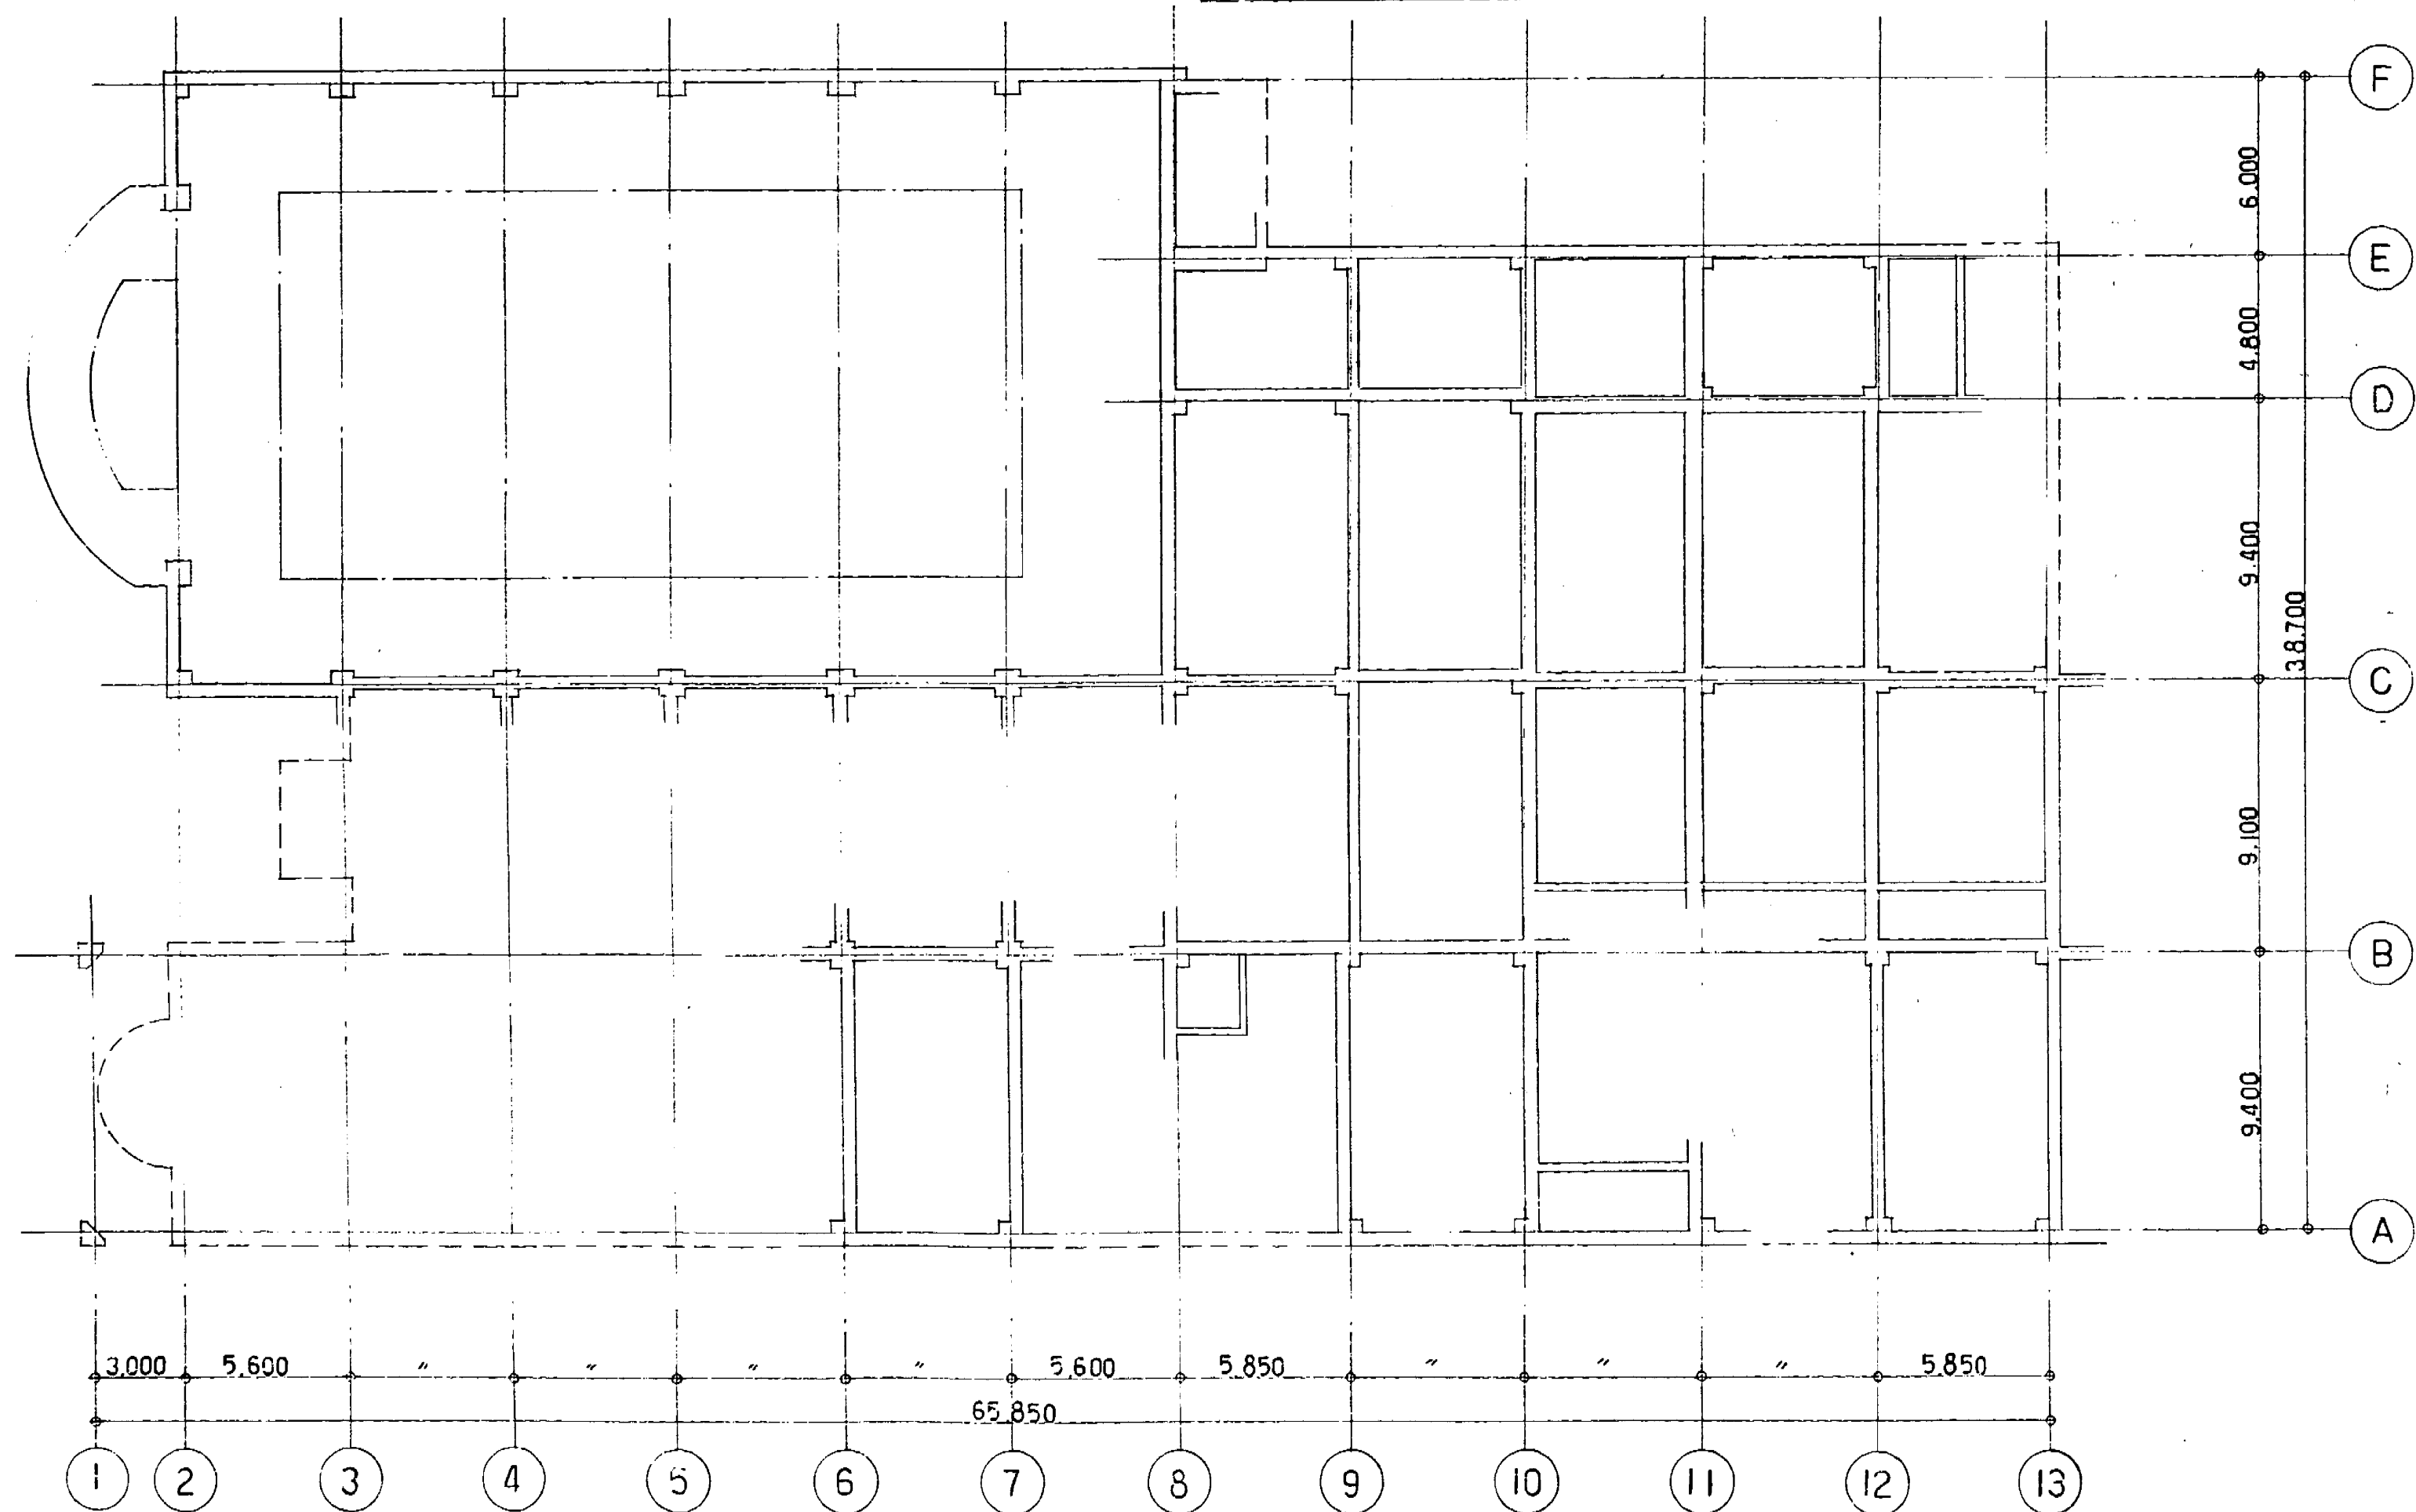 F
6.000
E
4.800
D
9.400
38.700
C
9,100
B
9,400
A
3.000 5.600 〃 〃 〃 〃 5.600 5.850 〃 〃 〃 5.850
65.850
1 2 3 4 5 6 7 8 9 10 11 12 13